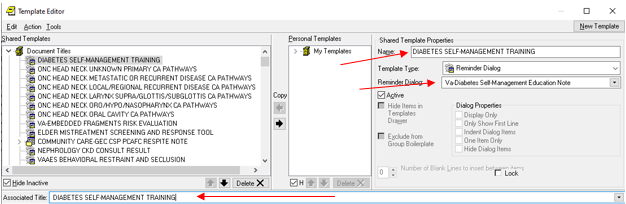 Template Editor
Edit Action Tools
New Template
Shared Templates
Personal Templates
Shared Template Properties
Document Titles
DIABETES SELF-MANAGEMENT TRAINING
ONC HEAD NECK UNKNOWN PRIMARY CA PATHWAYS
ONC HEAD NECK METASTATIC OR RECURRENT DISEASE CA PATHWAYS
ONC HEAD NECK LOCAL/REGIONAL RECURRENT DISEASE CA PATHWAYS
ONC HEAD NECK LARYNX SUPRA/GLOTTIS/SUBGLOTTIS CA PATHWAYS
ONC HEAD NECK ORO/HYPO/NASOPHARYNX CA PATHWAYS
ONC HEAD NECK ORAL CAVITY CA PATHWAYS
VA-EMBEDDED FRAGMENTS RISK EVALUATION
ELDER MISTREATMENT SCREENING AND RESPONSE TOOL
COMMUNITY CARE-GEC CSP PCAFC RESPITE NOTE
NEPHROLOGY CKD CONSULT RESULT
VAAES BEHAVIORAL RESTRAINT AND SECLUSION
Copy
My Templates
Name: DIABETES SELF-MANAGEMENT TRAINING
Template Type: Reminder Dialog
Reminder Dialog: Va-Diabetes Self-Management Education Note
Active
Hide Items in Templates Drawer
Exclude from Group Boilerplate
Dialog Properties
Display Only
Only Show First Line
Indent Dialog Items
One Item Only
Hide Dialog Items
0 Number of Blank Lines to insert between items
Lock
Hide Inactive
Delete
H
Delete
Associated Title: DIABETES SELF-MANAGEMENT TRAINING